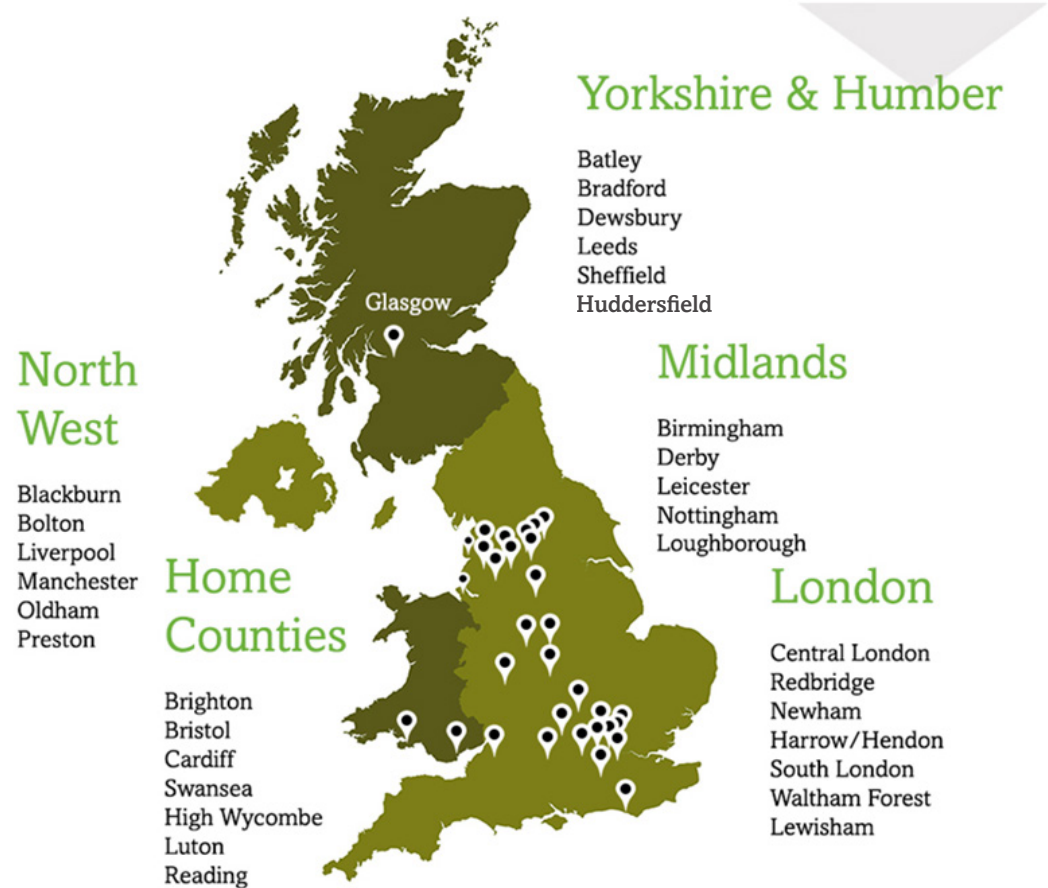 Yorkshire & Humber
Batley
Bradford
Dewsbury
Leeds
Sheffield
Huddersfield
Glasgow
North
West
Blackburn
Bolton
Liverpool
Manchester
Oldham
Preston
Midlands
Birmingham
Derby
Leicester
Nottingham
Loughborough
Home
Counties
Brighton
Bristol
Cardiff
Swansea
High Wycombe
Luton
Reading
London
Central London
Redbridge
Newham
Harrow/Hendon
South London
Waltham Forest
Lewisham